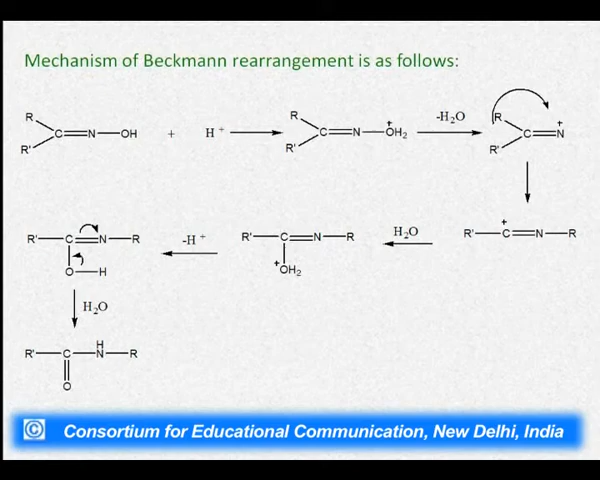 Mechanism of Beckmann rearrangement is as follows:
R R' C N OH + H+ R R' C N +OH2 -H2O R R' C N+
R' C N R OH -H+ R' C N R +OH2 H2O R' C+ N R
H2O
R' C N H R O
© Consortium for Educational Communication, New Delhi, India